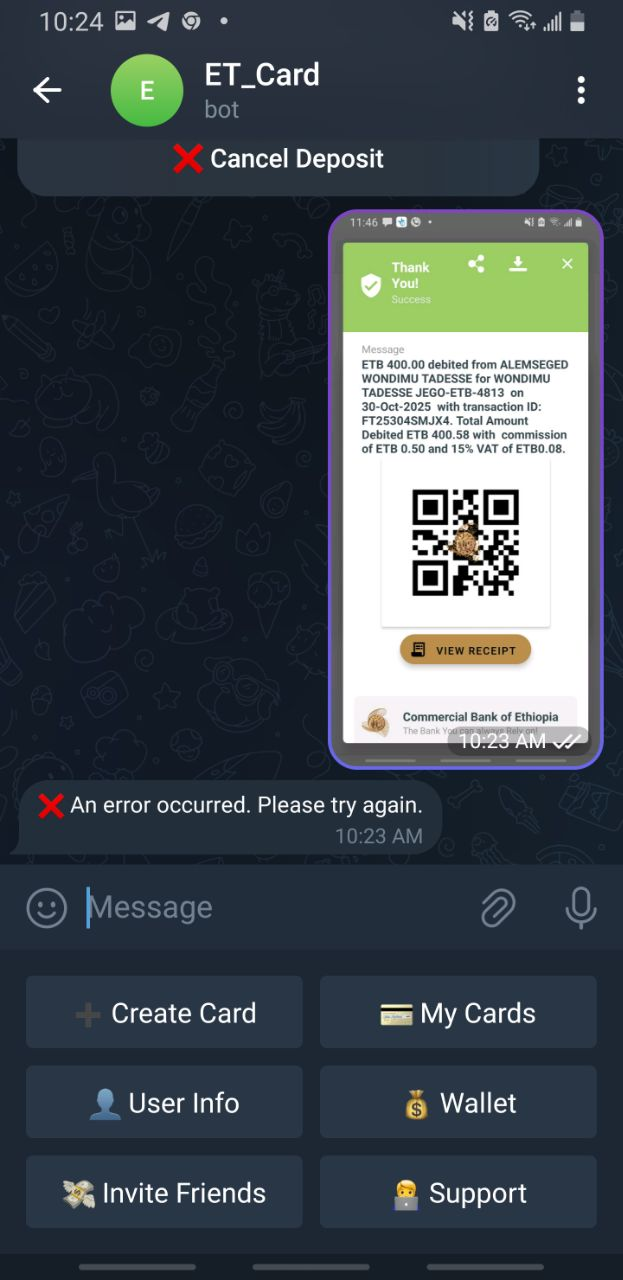 10:24
E
ET_Card
bot
❌ Cancel Deposit
11:46
Thank
You!
Success
Message
ETB 400.00 debited from ALEMSEGED
WONDIMU TADESSE for WONDIMU
TADESSE JEGO-ETB-4813 on
30-Oct-2025 with transaction ID:
FT25304SMJX4. Total Amount
Debited ETB 400.58 with commission
of ETB 0.50 and 15% VAT of ETB0.08.
VIEW RECEIPT
Commercial Bank of Ethiopia
The Bank You can always Rely on!
10:23 AM
❌ An error occurred. Please try again.
10:23 AM
Message
➕ Create Card
💳 My Cards
👤 User Info
💰 Wallet
💸 Invite Friends
🧑‍💻 Support